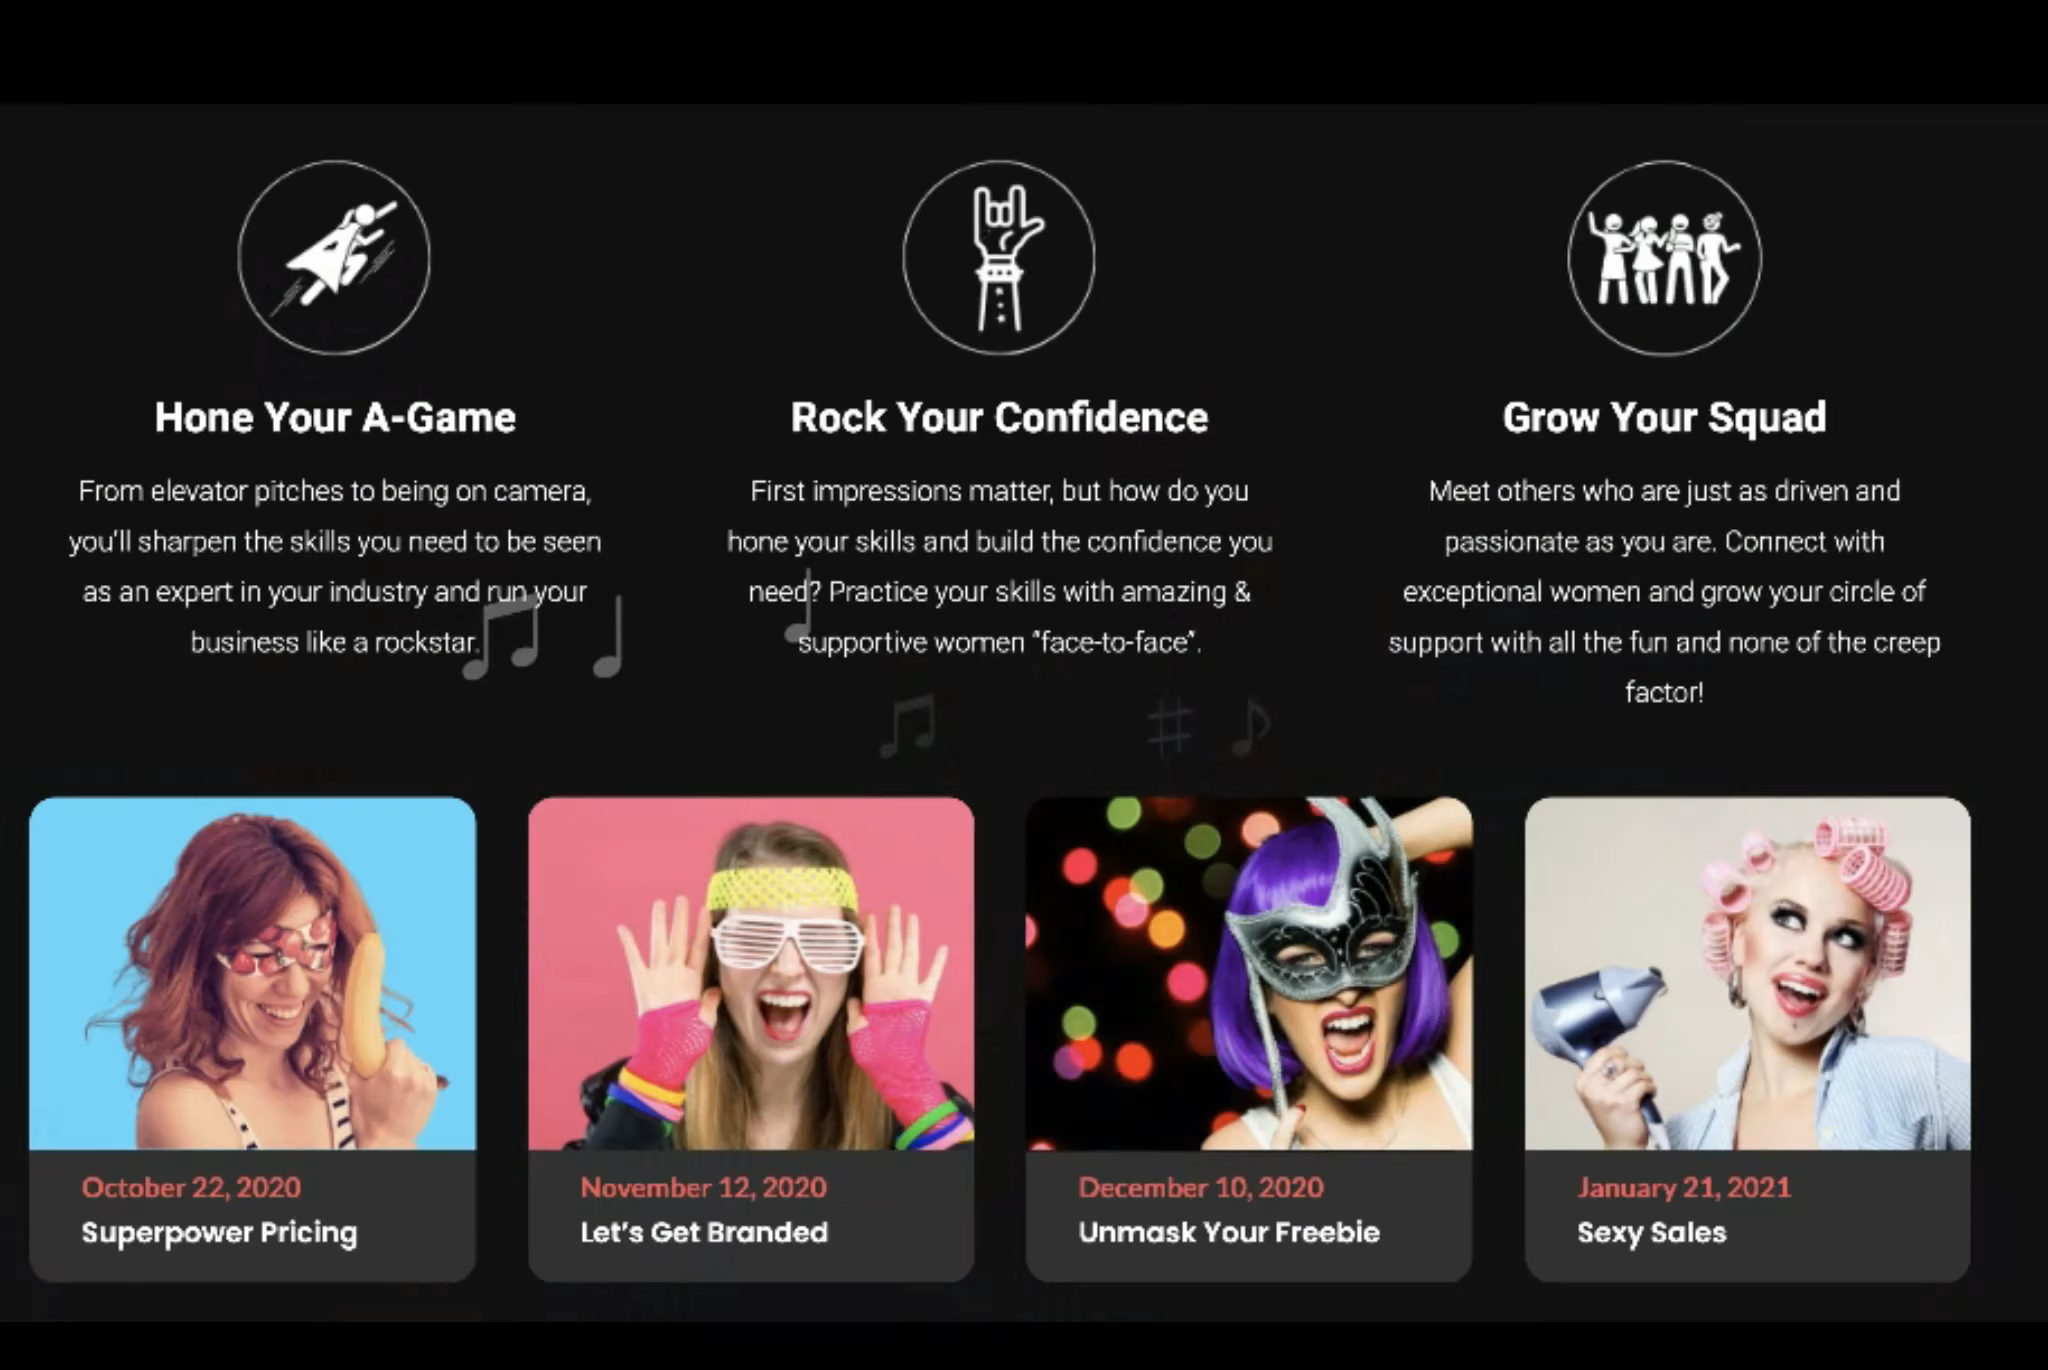 Hone Your A-Game
From elevator pitches to being on camera,
you'll sharpen the skills you need to be seen
as an expert in your industry and run your
business like a rockstar.
Rock Your Confidence
First impressions matter, but how do you
hone your skills and build the confidence you
need? Practice your skills with amazing &
supportive women “face-to-face”.
Grow Your Squad
Meet others who are just as driven and
passionate as you are. Connect with
exceptional women and grow your circle of
support with all the fun and none of the creep
factor!
October 22, 2020
Superpower Pricing
November 12, 2020
Let’s Get Branded
December 10, 2020
Unmask Your Freebie
January 21, 2021
Sexy Sales